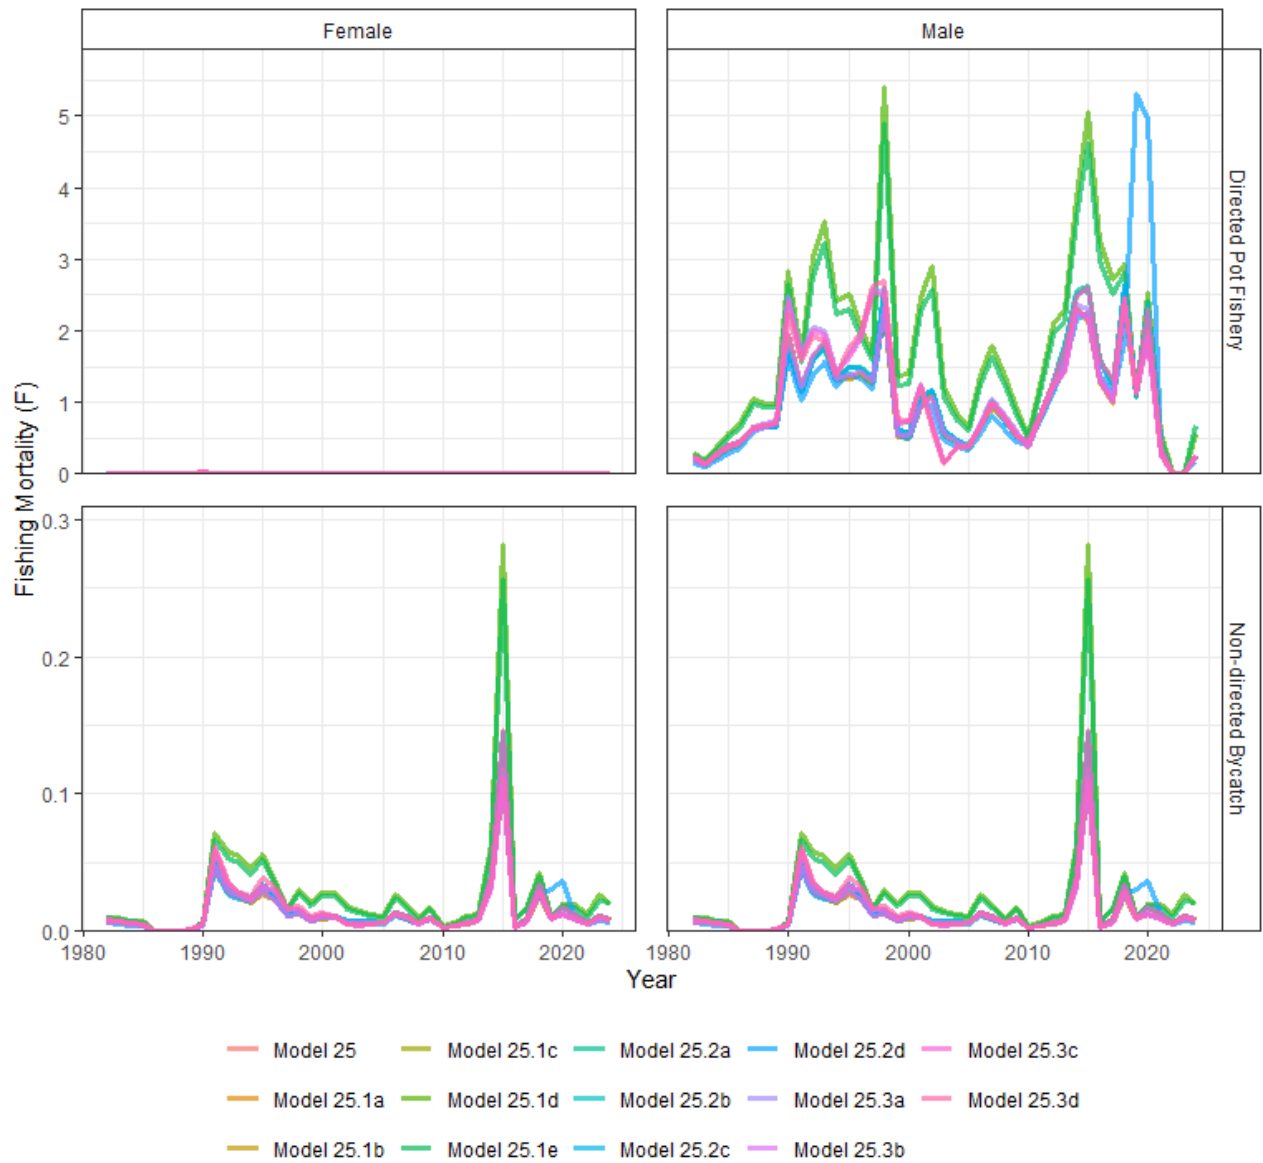 Female
Male
5
4
3
2
1
0
Directed Pot Fishery
Fishing Mortality (F)
0.3
0.2
0.1
0.0
Non-directed Bycatch
1980 1990 2000 2010 2020 1980 1990 2000 2010 2020
Year
Model 25 Model 25.1c Model 25.2a Model 25.2d Model 25.3c
Model 25.1a Model 25.1d Model 25.2b Model 25.3a Model 25.3d
Model 25.1b Model 25.1e Model 25.2c Model 25.3b